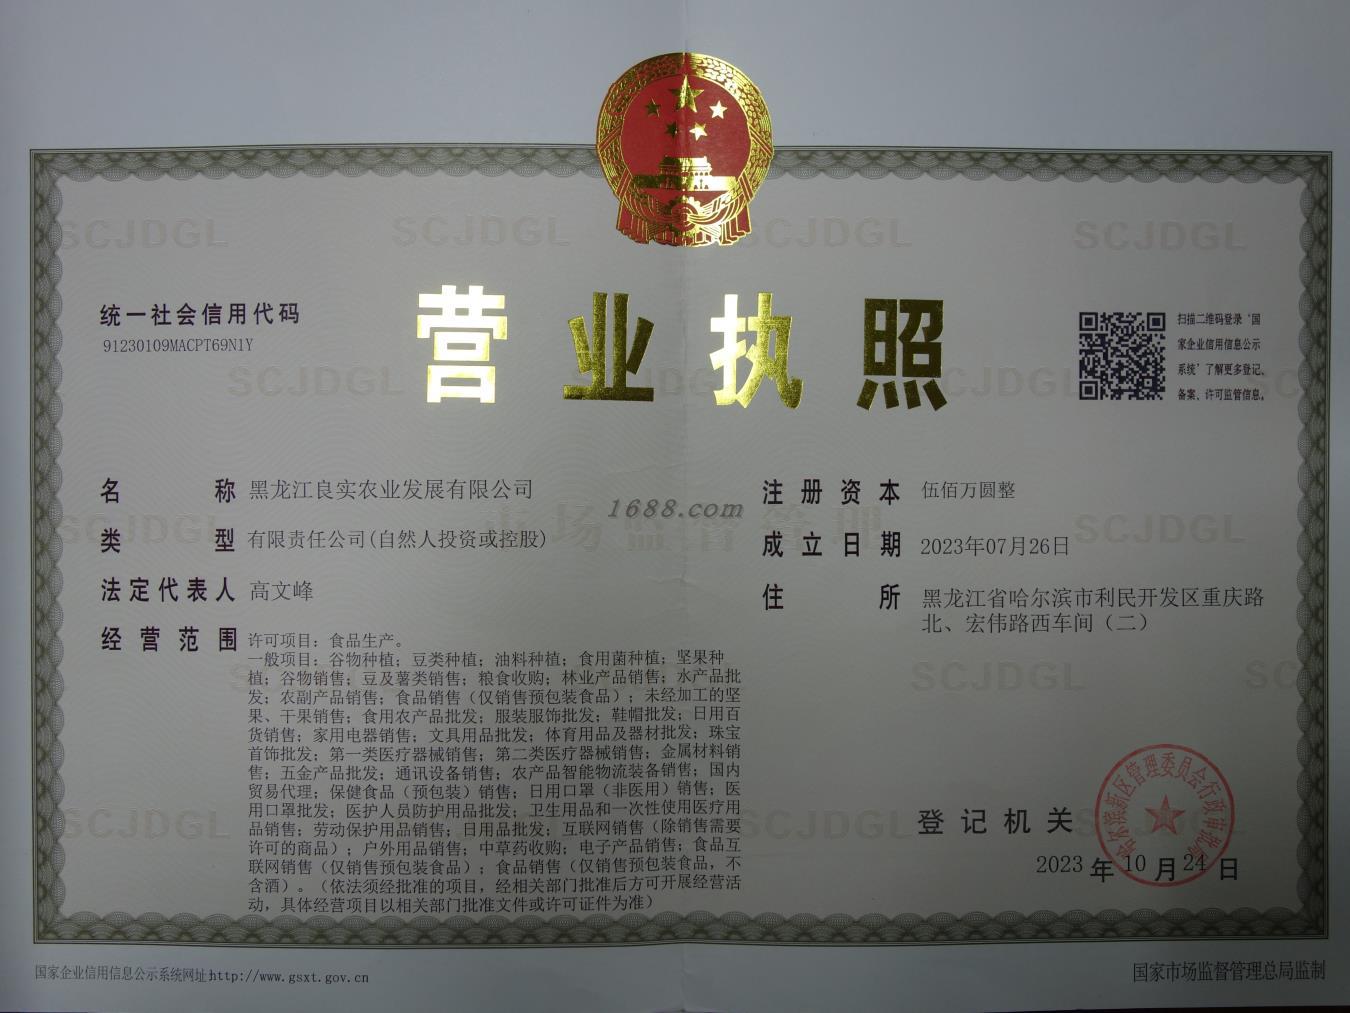 营业执照
统一社会信用代码
91230109MACPT69N1Y
扫描二维码登录‘国
家企业信用信息公示
系统’了解更多登记、
备案、许可监管信息。
名称 黑龙江良实农业发展有限公司
类型 有限责任公司(自然人投资或控股)
法定代表人 高文峰
经营范围 许可项目：食品生产。
一般项目：谷物种植；豆类种植；油料种植；食用菌种植；坚果种
植；谷物销售；豆及薯类销售；粮食收购；林业产品销售；水产品批
发；农副产品销售；食品销售（仅销售预包装食品）；未经加工的坚
果、干果销售；食用农产品批发；服装服饰批发；鞋帽批发；日用百
货销售；家用电器销售；文具用品批发；体育用品及器材批发；珠宝
首饰批发；第一类医疗器械销售；第二类医疗器械销售；金属材料销
售；五金产品批发；通讯设备销售；农产品智能物流装备销售；国内
贸易代理；保健食品（预包装）销售；日用口罩（非医用）销售；医
用口罩批发；医护人员防护用品批发；卫生用品和一次性使用医疗用
品销售；劳动保护用品销售；日用品批发；互联网销售（除销售需要
许可的商品）；户外用品销售；中草药收购；电子产品销售；食品互
联网销售（仅销售预包装食品）；食品销售（仅销售预包装食品，不
含酒）。（依法须经批准的项目，经相关部门批准后方可开展经营活
动，具体经营项目以相关部门批准文件或许可证件为准）
注册资本 伍佰万圆整
成立日期 2023年07月26日
住所 黑龙江省哈尔滨市利民开发区重庆路
北、宏伟路西车间（二）
1688.com
登记机关
哈尔滨新区管理委员会行政审批局
2023年10月24日
国家企业信用信息公示系统网址http://www.gsxt.gov.cn
国家市场监督管理总局监制